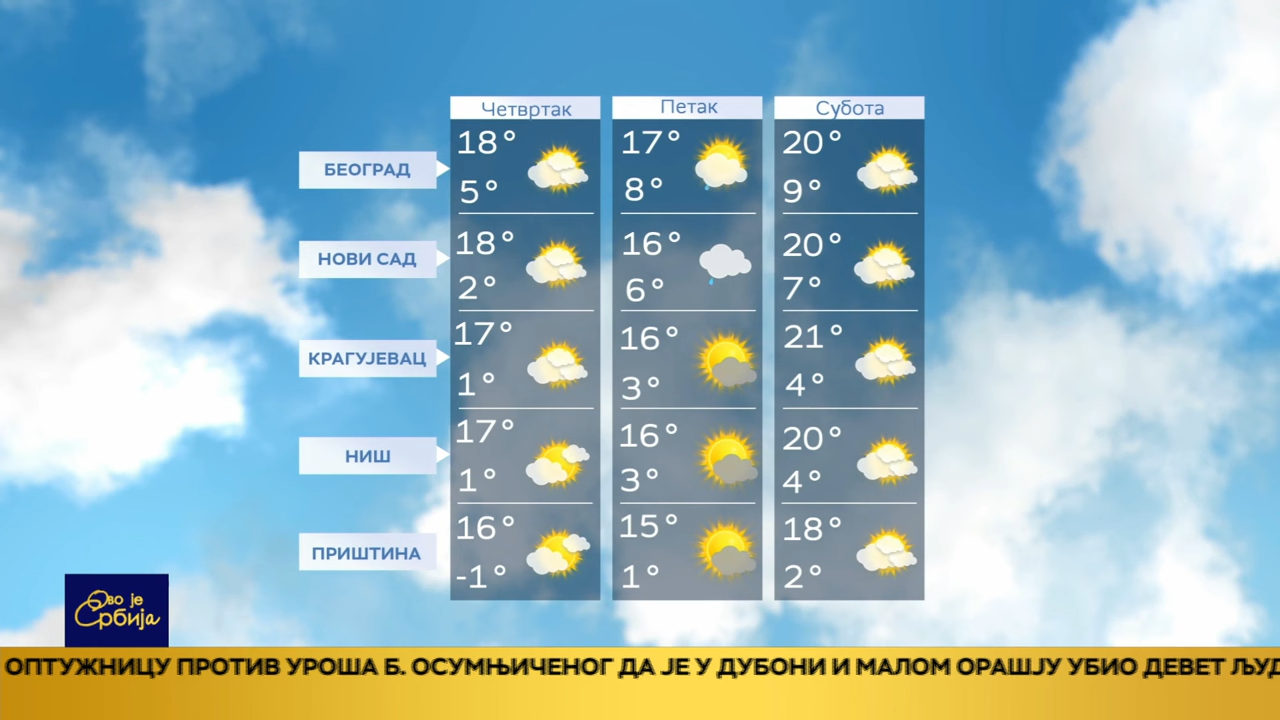 Четвртак Петак Субота
БЕОГРАД 18° 5° 17° 8° 20° 9°
НОВИ САД 18° 2° 16° 6° 20° 7°
КРАГУЈЕВАЦ 17° 1° 16° 3° 21° 4°
НИШ 17° 1° 16° 3° 20° 4°
ПРИШТИНА 16° -1° 15° 1° 18° 2°
Ово је
Србија
ОПТУЖНИЦУ ПРОТИВ УРОША Б. ОСУМЊИЧЕНОГ ДА ЈЕ У ДУБОНИ И МАЛОМ ОРАШЈУ УБИО ДЕВЕТ ЉУД